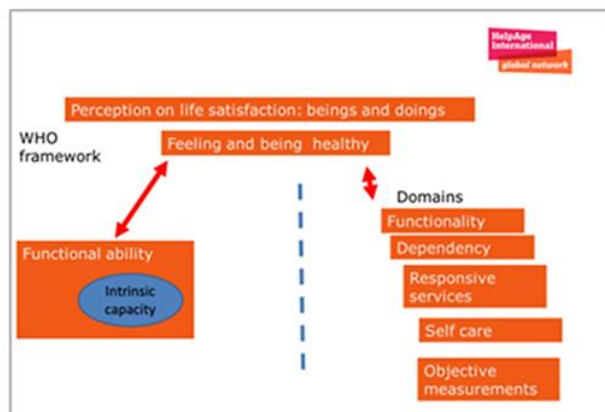 HelpAge
International
global network
Perception on life satisfaction: beings and doings
WHO
framework
Feeling and being healthy
Domains
Functionality
Functional ability
Dependency
Intrinsic
capacity
Responsive
services
Self care
Objective
measurements